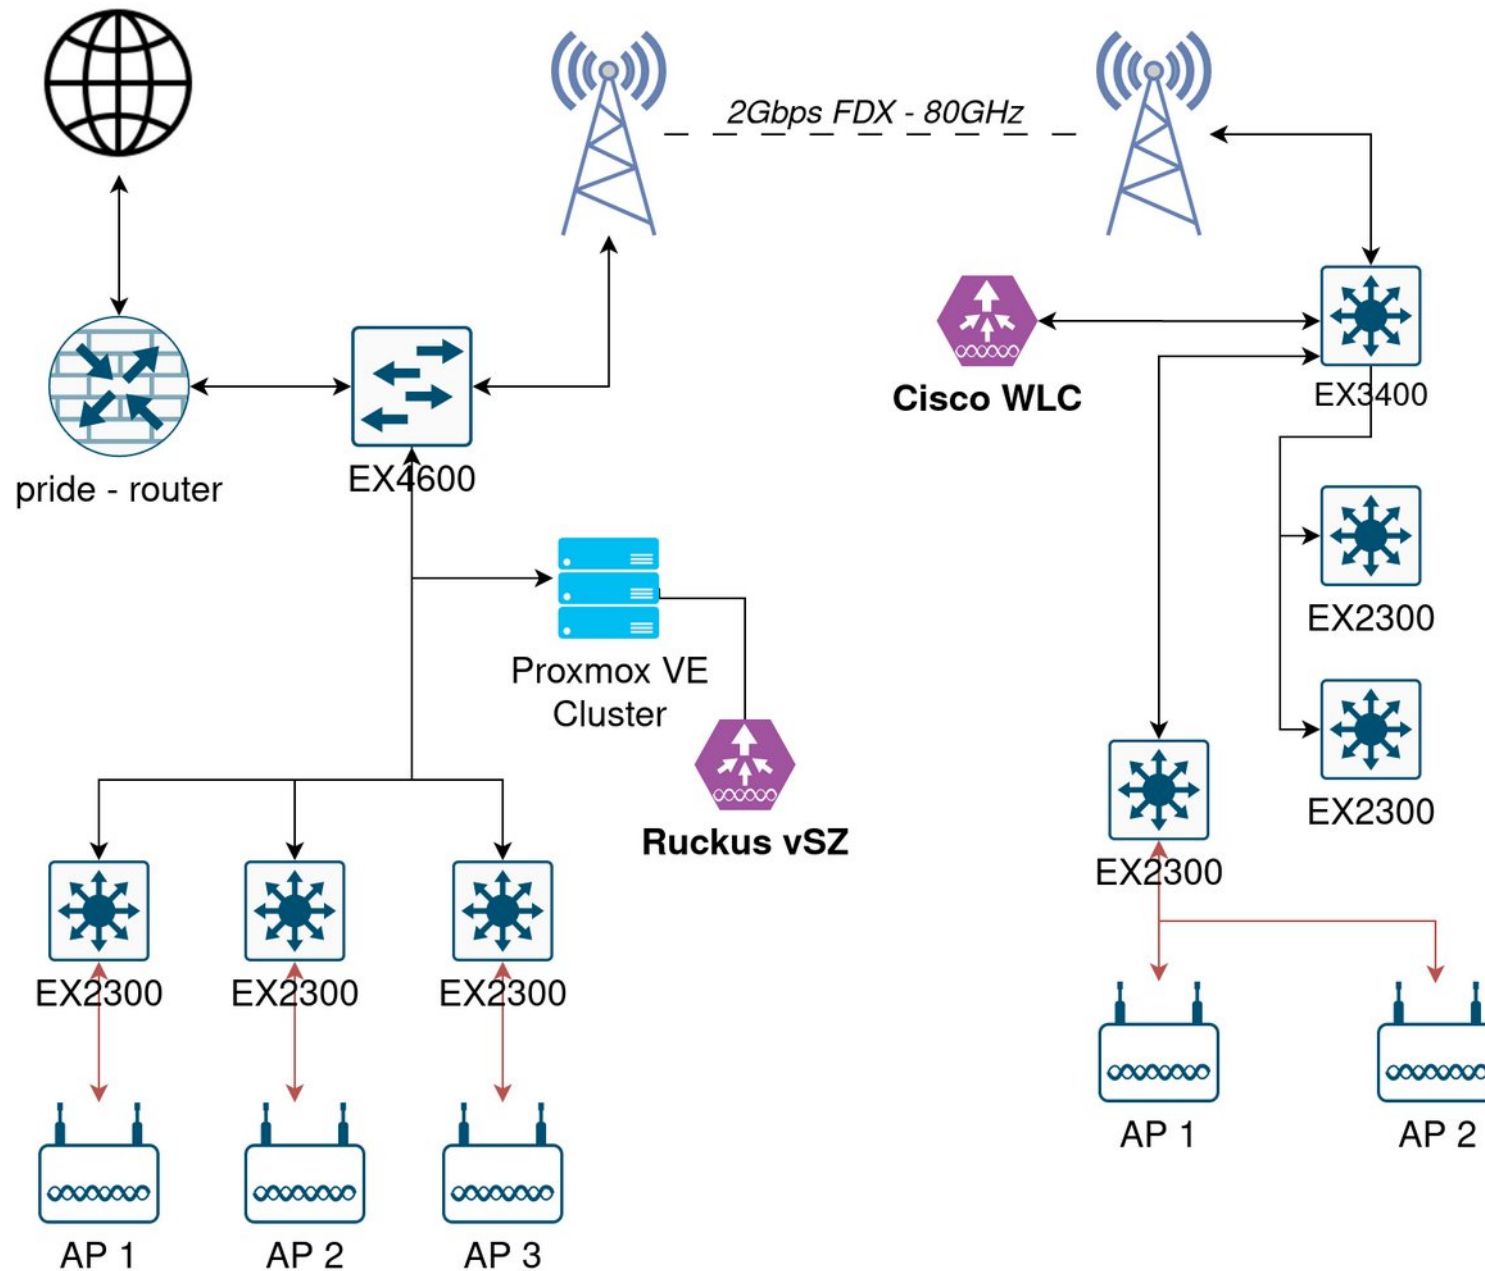 2Gbps FDX - 80GHz
Cisco WLC
EX3400
pride - router
EX4600
EX2300
Proxmox VE
Cluster
EX2300
Ruckus vSZ
EX2300
EX2300
EX2300
EX2300
AP 1
AP 2
AP 1
AP 2
AP 3